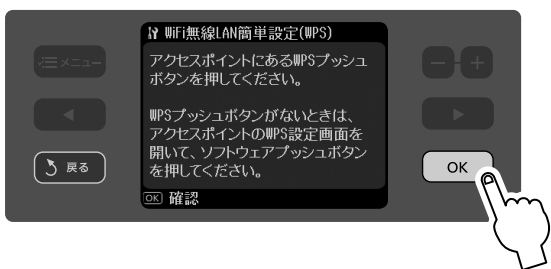 WiFi無線LAN簡単設定(WPS)
メニュー
アクセスポイントにあるWPSプッシュ
ボタンを押してください。
WPSプッシュボタンがないときは、
アクセスポイントのWPS設定画面を
開いて、ソフトウェアプッシュボタン
を押してください。
戻る
OK
OK 確認